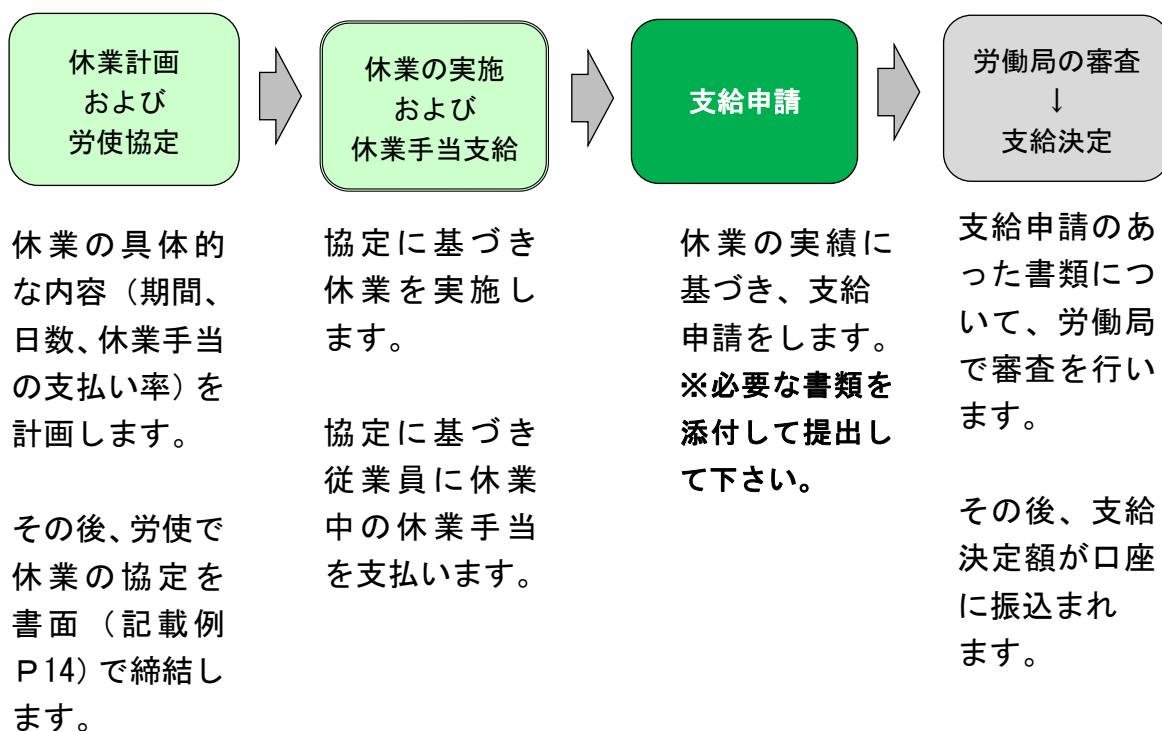 休業計画
および
労使協定
休業の実施
および
休業手当支給
支給申請
労働局の審査
↓
支給決定
休業の具体的
な内容（期間、
日数、休業手当
の支払い率）を
計画します。
その後、労使で
休業の協定を
書面（記載例
Ｐ14）で締結し
ます。
協定に基づき
休業を実施し
ます。
協定に基づき
従業員に休業
中の休業手当
を支払います。
休業の実績に
基づき、支給
申請をします。
※必要な書類を
添付して提出し
て下さい。
支給申請のあ
った書類につ
いて、労働局
で審査を行い
ます。
その後、支給
決定額が口座
に振込まれ
ます。